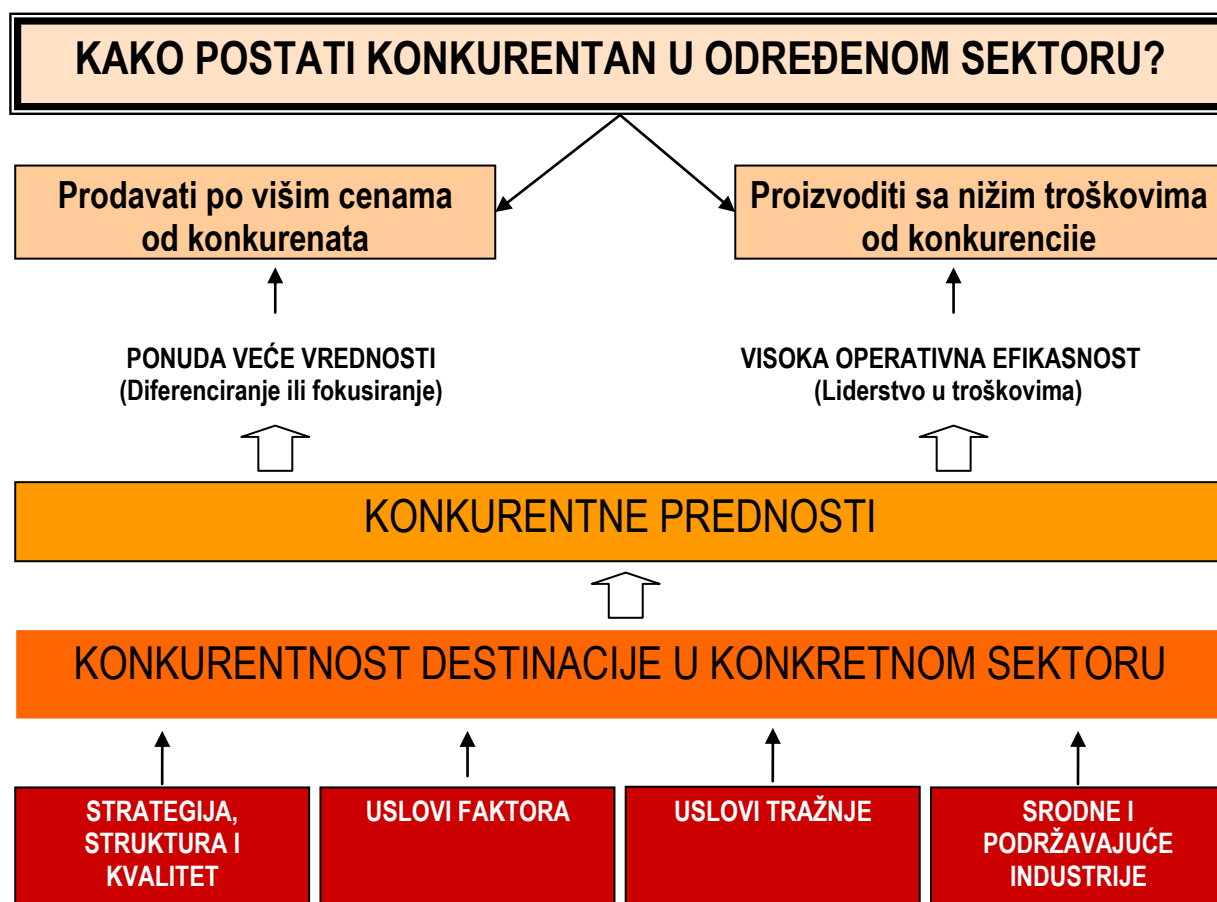 KAKO POSTATI KONKURENTAN U ODREĐENOM SEKTORU?
Prodavati po višim cenama
od konkurenata
Proizvoditi sa nižim troškovima
od konkurenciie
PONUDA VEĆE VREDNOSTI
(Diferenciranje ili fokusiranje)
VISOKA OPERATIVNA EFIKASNOST
(Liderstvo u troškovima)
KONKURENTNE PREDNOSTI
KONKURENTNOST DESTINACIJE U KONKRETNOM SEKTORU
STRATEGIJA,
STRUKTURA I
KVALITET
USLOVI FAKTORA
USLOVI TRAŽNJE
SRODNE I
PODRŽAVAJUĆE
INDUSTRIJE